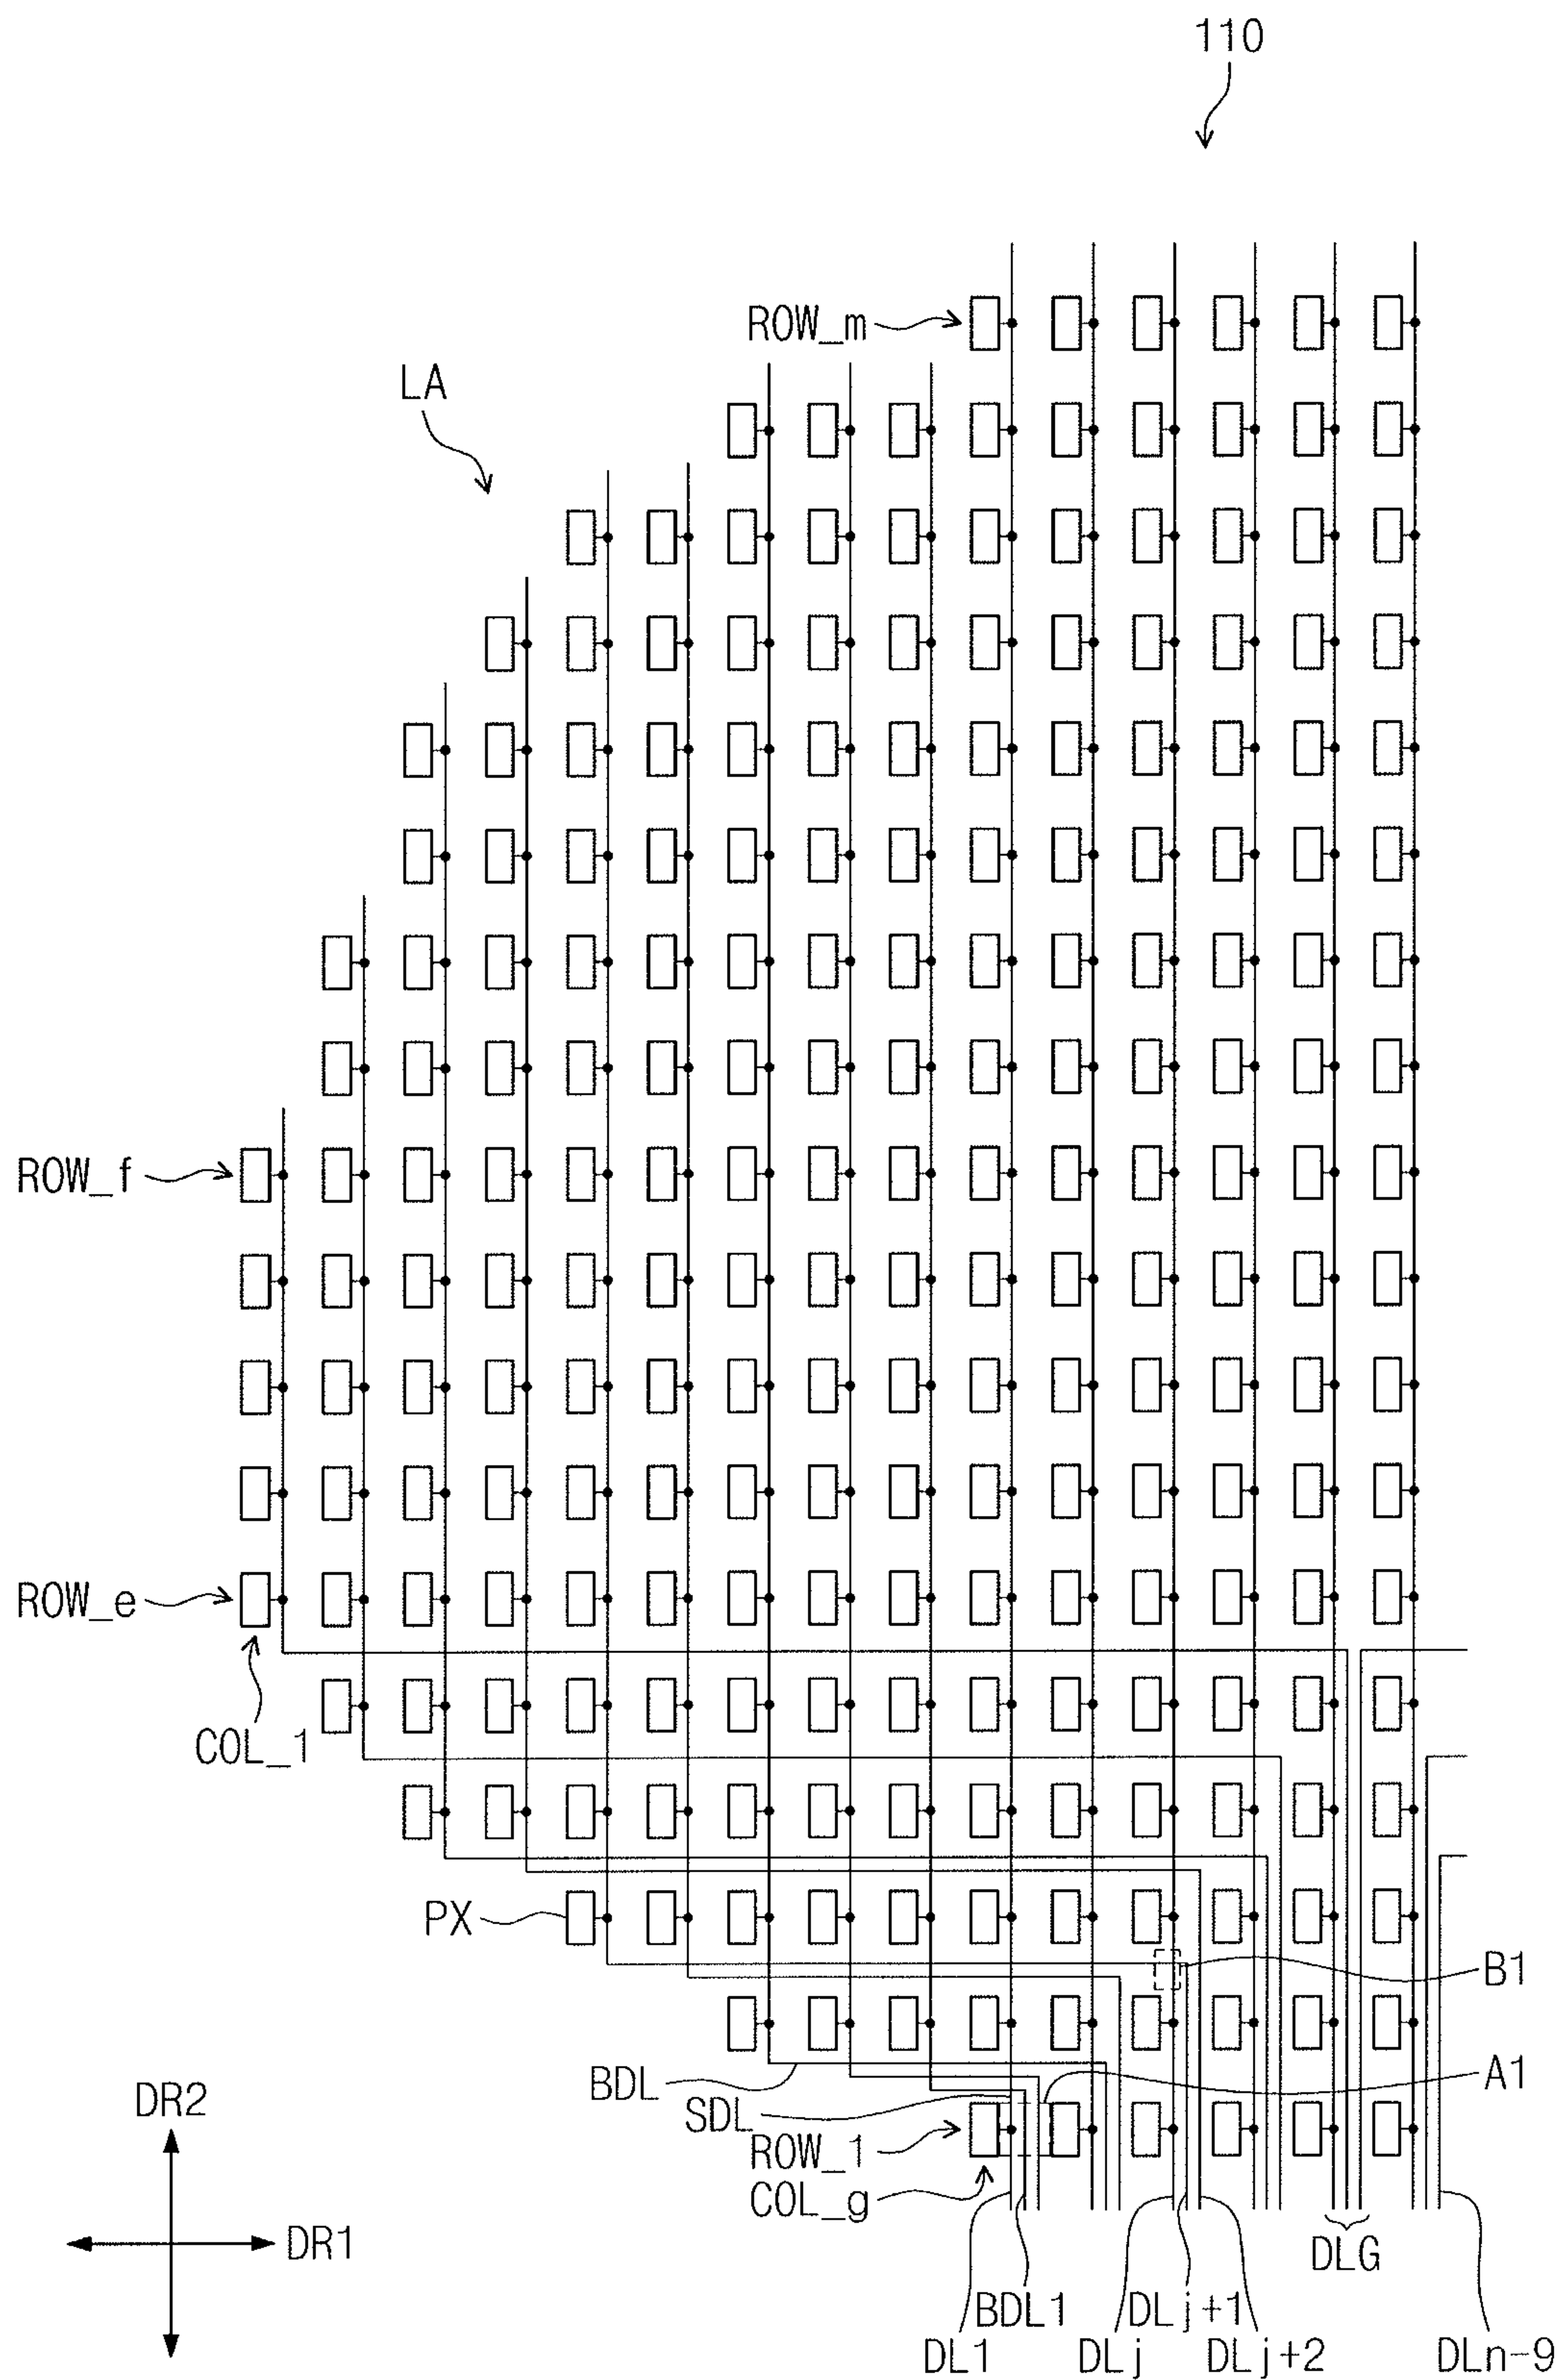 110
ROW_m
LA
ROW_f
ROW_e
COL_1
PX
B1
BDL
A1
SDL
DR2
ROW_1
COL_g
DR1
DLG
BDL1
DLj+1
DL1
DLj
DLj+2
DLn-9